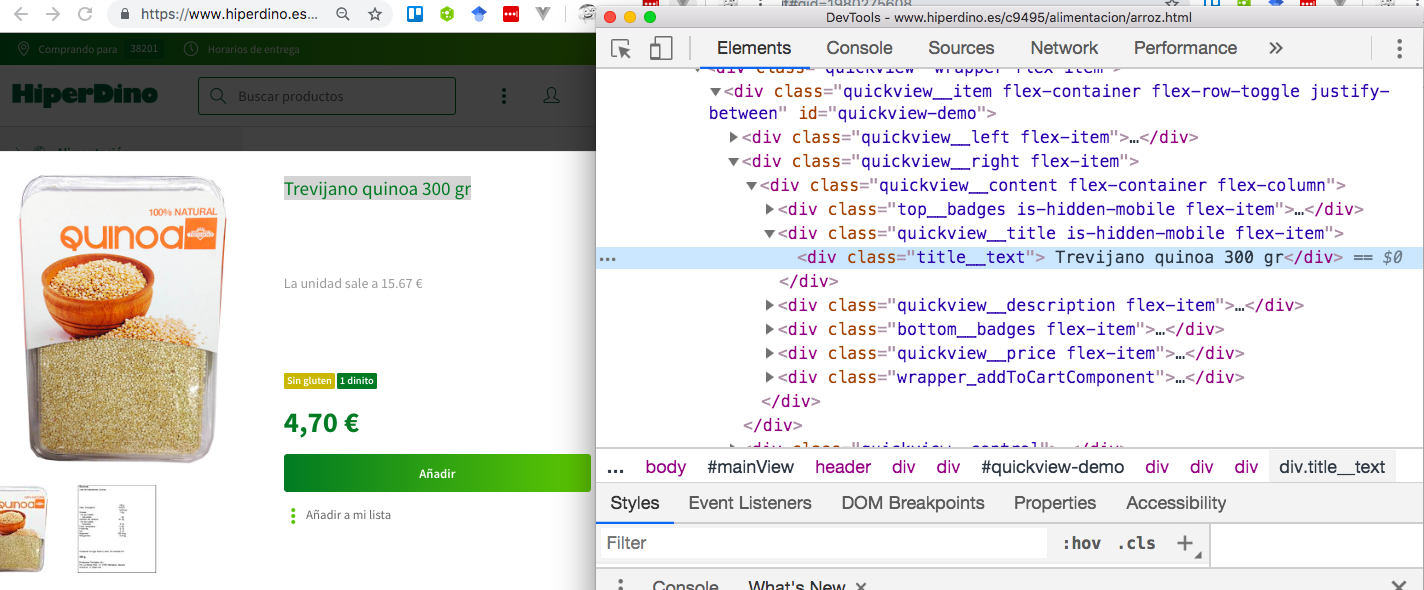 https://www.hiperdino.es...
Comprando para 38201 Horarios de entrega
HiperDino
Buscar productos
100% NATURAL
QUINOA
Trevijano quinoa 300 gr
La unidad sale a 15.67 €
Sin gluten 1 dinito
4,70 €
Añadir
Añadir a mi lista
DevTools - www.hiperdino.es/c9495/alimentacion/arroz.html
Elements Console Sources Network Performance »
▼<div class="quickview__item flex-container flex-row-toggle justify-
between" id="quickview-demo">
▶<div class="quickview__left flex-item">…</div>
▼<div class="quickview__right flex-item">
▼<div class="quickview__content flex-container flex-column">
▶<div class="top__badges is-hidden-mobile flex-item">…</div>
▼<div class="quickview__title is-hidden-mobile flex-item">
... <div class="title__text"> Trevijano quinoa 300 gr</div> == $0
</div>
▶<div class="quickview__description flex-item">…</div>
▶<div class="bottom__badges flex-item">…</div>
▶<div class="quickview__price flex-item">…</div>
▶<div class="wrapper_addToCartComponent">…</div>
</div>
</div>
... body #mainView header div div #quickview-demo div div div div.title__text
Styles Event Listeners DOM Breakpoints Properties Accessibility
Filter :hov .cls +
Console What's New ×